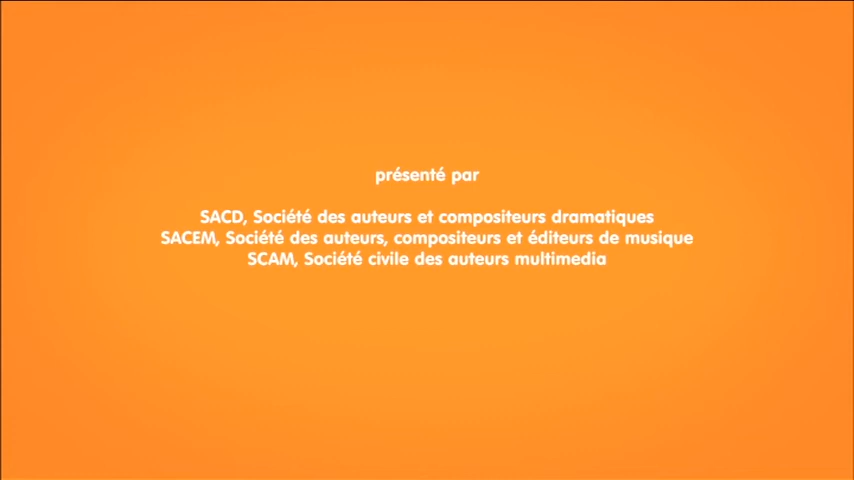 présenté par
SACD, Société des auteurs et compositeurs dramatiques
SACEM, Société des auteurs, compositeurs et éditeurs de musique
SCAM, Société civile des auteurs multimedia